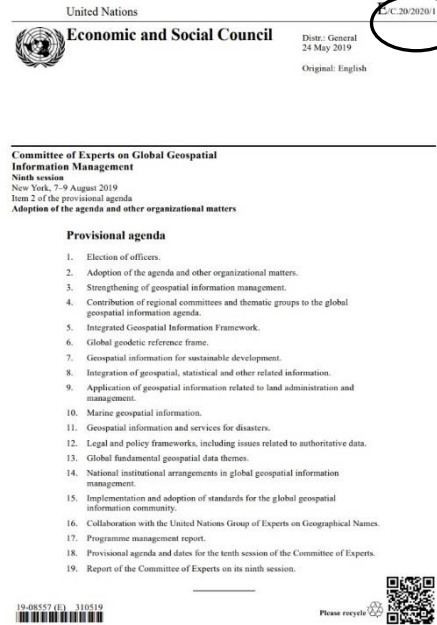 United Nations
E/C.20/2020/1
Economic and Social Council
Distr.: General
24 May 2019
Original: English
Committee of Experts on Global Geospatial
Information Management
Ninth session
New York, 7–9 August 2019
Item 2 of the provisional agenda
Adoption of the agenda and other organizational matters
Provisional agenda
1. Election of officers.
2. Adoption of the agenda and other organizational matters.
3. Strengthening of geospatial information management.
4. Contribution of regional committees and thematic groups to the global
geospatial information agenda.
5. Integrated Geospatial Information Framework.
6. Global geodetic reference frame.
7. Geospatial information for sustainable development.
8. Integration of geospatial, statistical and other related information.
9. Application of geospatial information related to land administration and
management.
10. Marine geospatial information.
11. Geospatial information and services for disasters.
12. Legal and policy frameworks, including issues related to authoritative data.
13. Global fundamental geospatial data themes.
14. National institutional arrangements in global geospatial information
management.
15. Implementation and adoption of standards for the global geospatial
information community.
16. Collaboration with the United Nations Group of Experts on Geographical Names.
17. Programme management report.
18. Provisional agenda and dates for the tenth session of the Committee of Experts.
19. Report of the Committee of Experts on its ninth session.
19-08557 (E) 310519
Please recycle